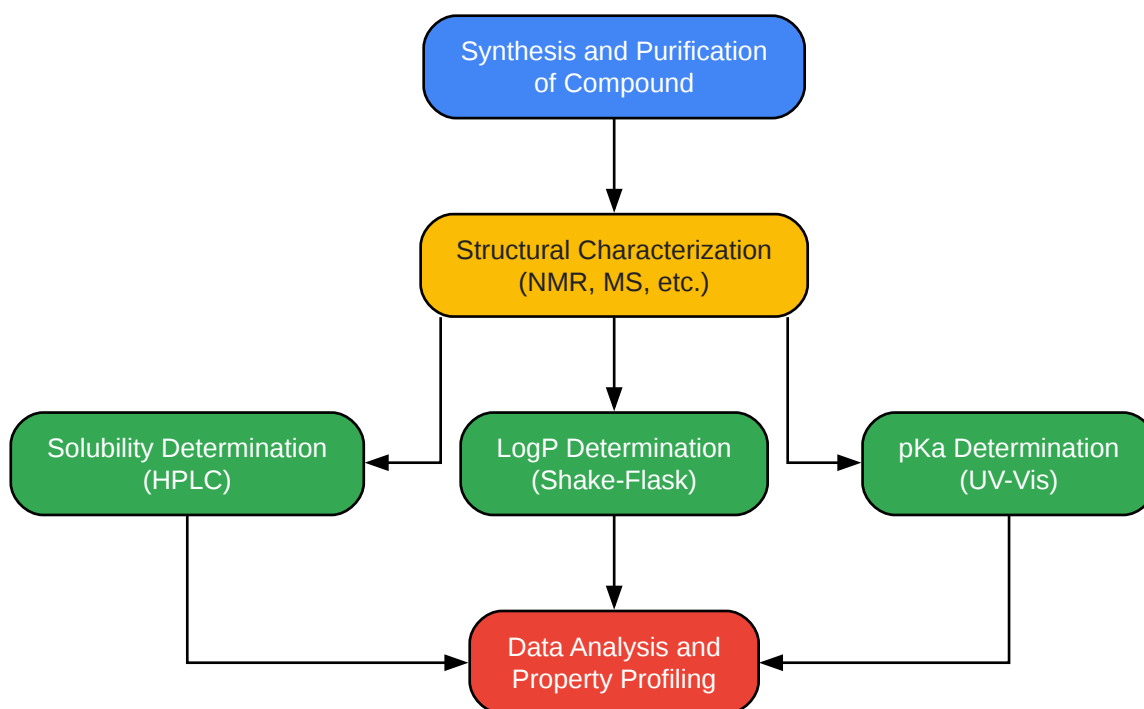 Synthesis and Purification
of Compound
Structural Characterization
(NMR, MS, etc.)
Solubility Determination
(HPLC)
LogP Determination
(Shake-Flask)
pKa Determination
(UV-Vis)
Data Analysis and
Property Profiling